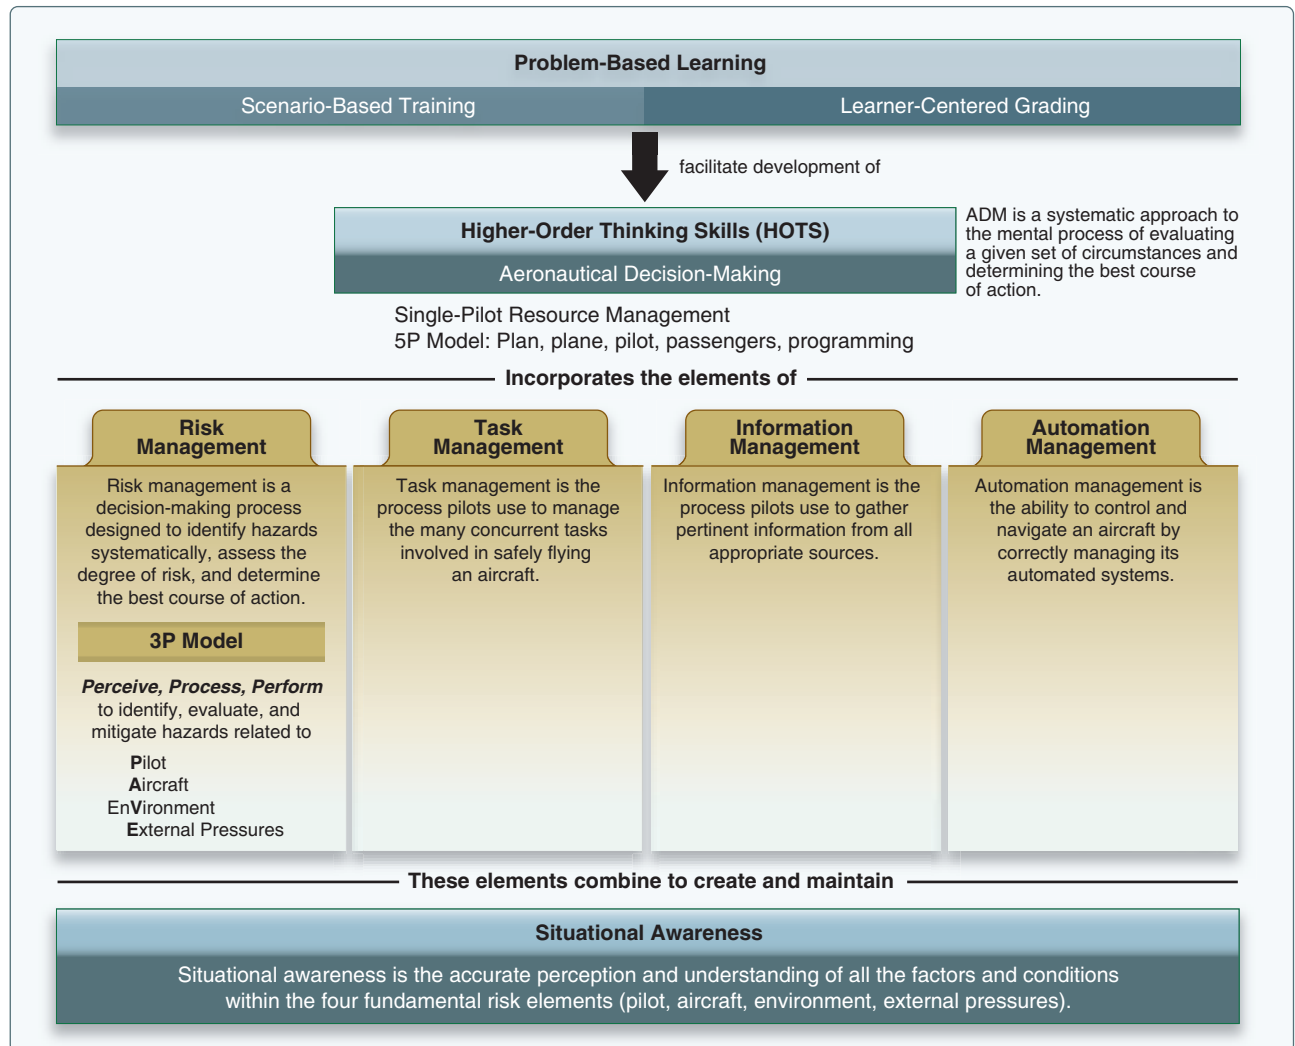 Problem-Based Learning
Scenario-Based Training
Learner-Centered Grading
facilitate development of
Higher-Order Thinking Skills (HOTS)
Aeronautical Decision-Making
ADM is a systematic approach to
the mental process of evaluating
a given set of circumstances and
determining the best course
of action.
Single-Pilot Resource Management
5P Model: Plan, plane, pilot, passengers, programming
Incorporates the elements of
Risk
Management
Risk management is a
decision-making process
designed to identify hazards
systematically, assess the
degree of risk, and determine
the best course of action.
3P Model
Perceive, Process, Perform
to identify, evaluate, and
mitigate hazards related to
Pilot
Aircraft
EnVironment
External Pressures
Task
Management
Task management is the
process pilots use to manage
the many concurrent tasks
involved in safely flying
an aircraft.
Information
Management
Information management is the
process pilots use to gather
pertinent information from all
appropriate sources.
Automation
Management
Automation management is
the ability to control and
navigate an aircraft by
correctly managing its
automated systems.
These elements combine to create and maintain
Situational Awareness
Situational awareness is the accurate perception and understanding of all the factors and conditions
within the four fundamental risk elements (pilot, aircraft, environment, external pressures).